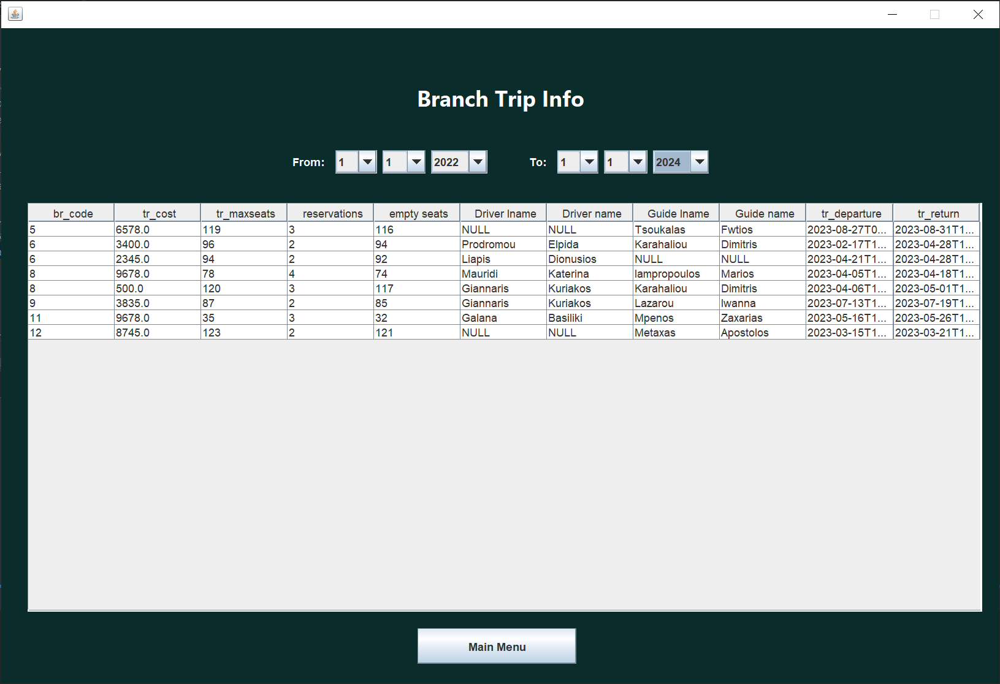 Branch Trip Info
From: 1 1 2022 To: 1 1 2024
br_code tr_cost tr_maxseats reservations empty seats Driver lname Driver name Guide lname Guide name tr_departure tr_return
5 6578.0 119 3 116 NULL NULL Tsoukalas Fwtios 2023-08-27T0... 2023-08-31T1...
6 3400.0 96 2 94 Prodromou Elpida Karahaliou Dimitris 2023-02-17T1... 2023-04-28T1...
6 2345.0 94 2 92 Liapis Dionusios NULL NULL 2023-04-21T1... 2023-04-28T1...
8 9678.0 78 4 74 Mauridi Katerina lampropoulos Marios 2023-04-05T1... 2023-04-18T1...
8 500.0 120 3 117 Giannaris Kuriakos Karahaliou Dimitris 2023-04-06T1... 2023-05-01T1...
9 3835.0 87 2 85 Giannaris Kuriakos Lazarou Iwanna 2023-07-13T1... 2023-07-19T1...
11 9678.0 35 3 32 Galana Basiliki Mpenos Zaxarias 2023-05-16T1... 2023-05-26T1...
12 8745.0 123 2 121 NULL NULL Metaxas Apostolos 2023-03-15T1... 2023-03-21T1...
Main Menu